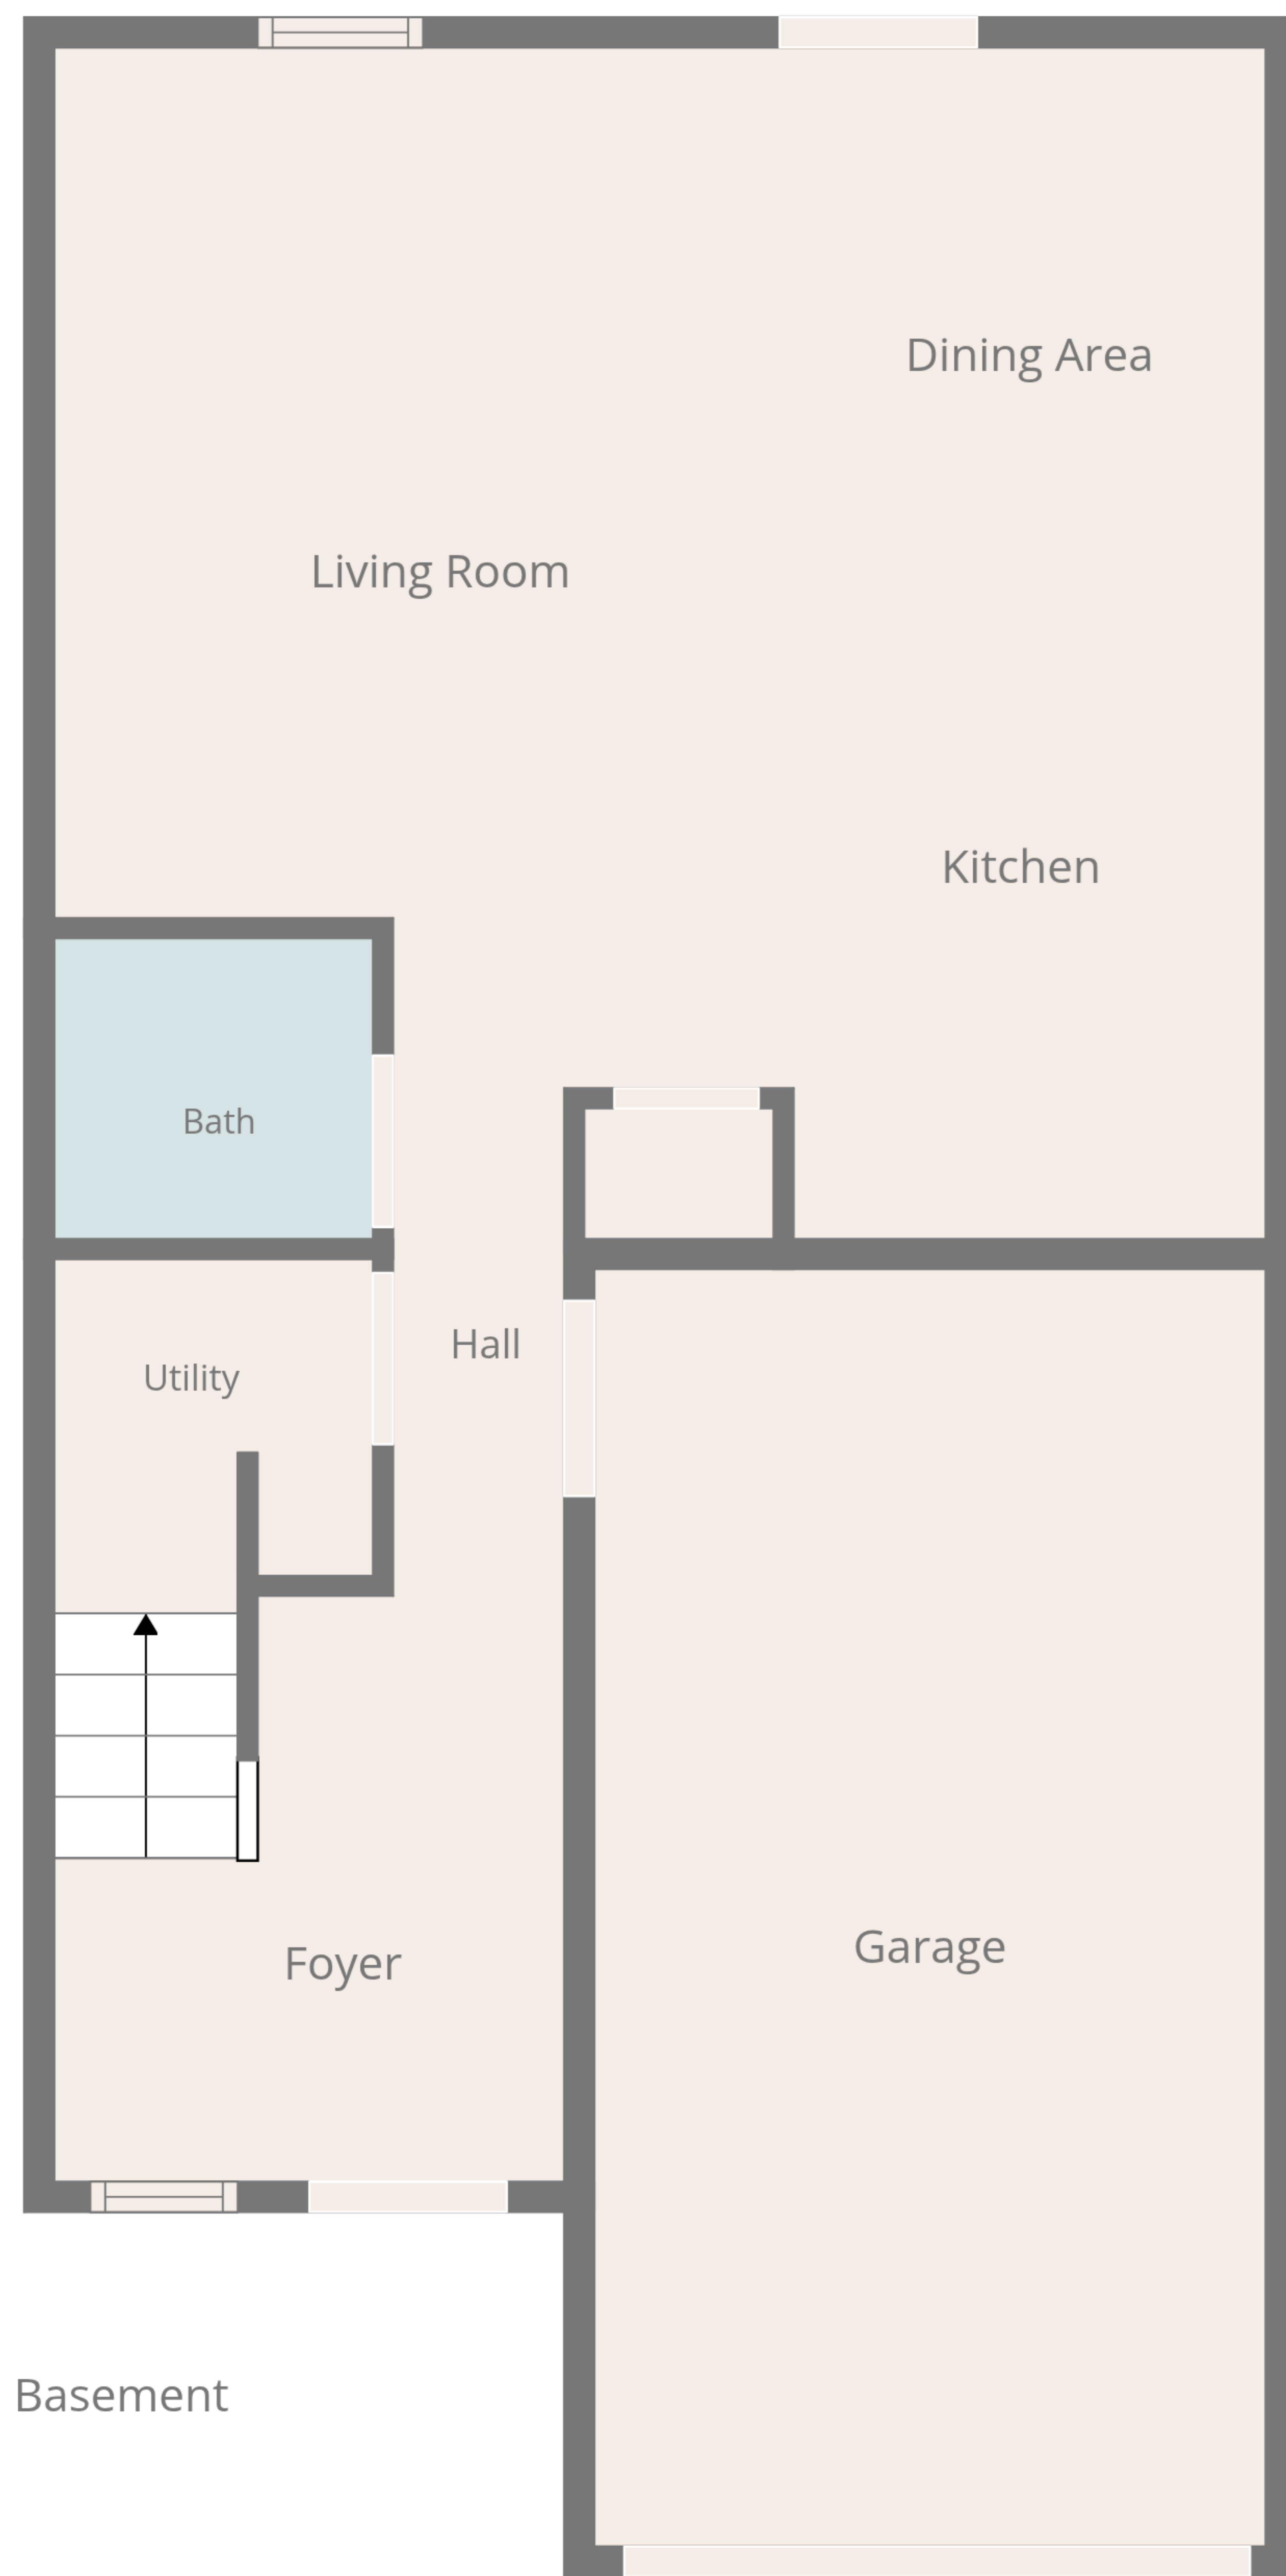 Dining Area
Living Room
Kitchen
Bath
Hall
Utility
Garage
Foyer
Basement